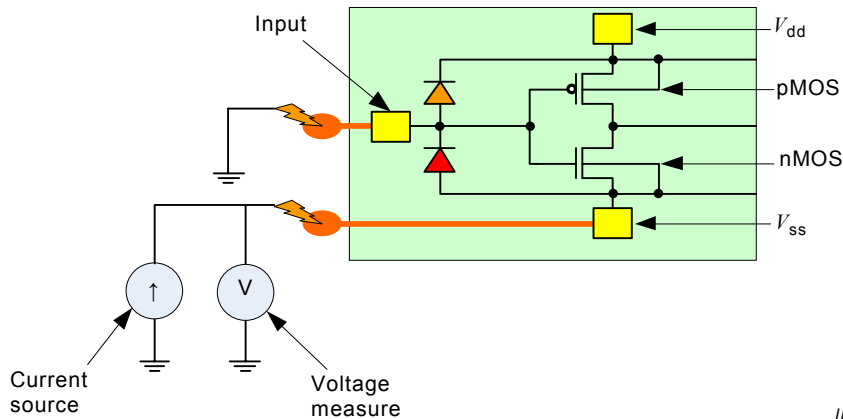 Input
Vdd
pMOS
nMOS
Vss
↑
V
Current
source
Voltage
measure